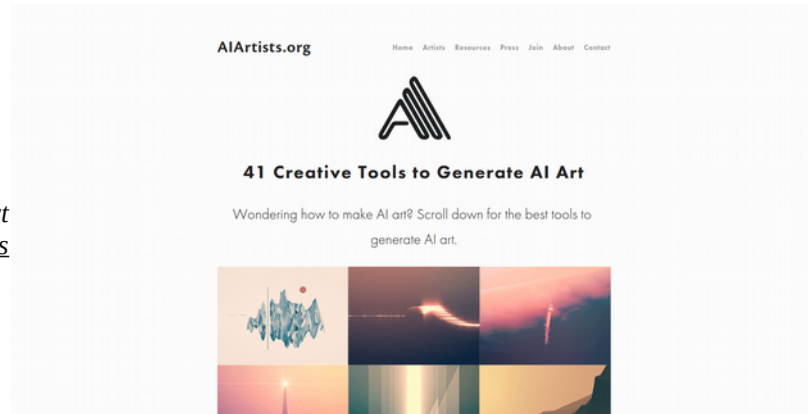 AIArtists.org
Home Artists Resources Press Join About Contact
41 Creative Tools to Generate AI Art
Wondering how to make AI art? Scroll down for the best tools to
generate AI art.